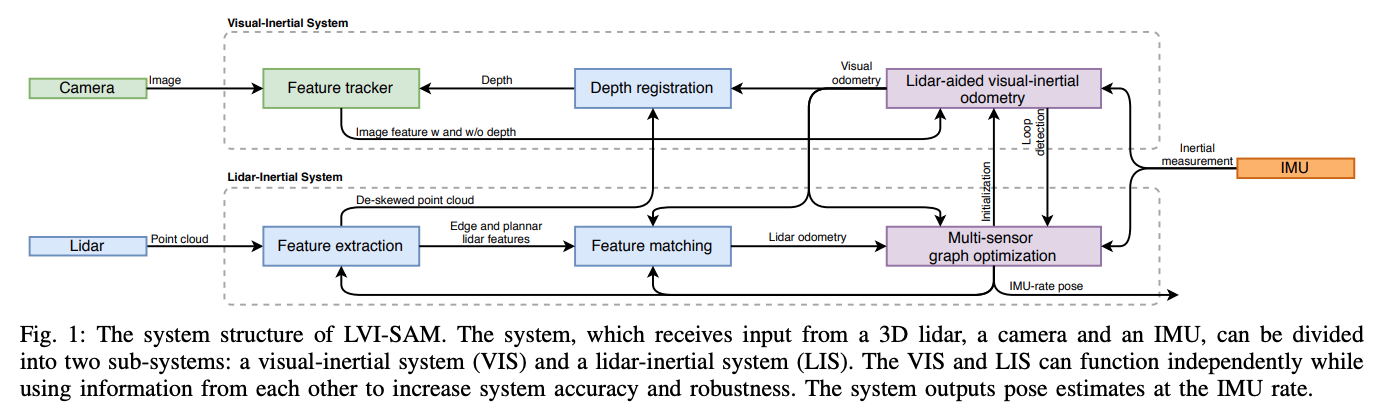 Visual-Inertial System
Camera
Image
Feature tracker
Depth
Depth registration
Visual
odometry
Lidar-aided visual-inertial
odometry
Image feature w and w/o depth
Loop
detection
Initialization
Inertial
measurement
IMU
Lidar-Inertial System
De-skewed point cloud
Lidar
Point cloud
Feature extraction
Edge and plannar
lidar features
Feature matching
Lidar odometry
Multi-sensor
graph optimization
IMU-rate pose
Fig. 1: The system structure of LVI-SAM. The system, which receives input from a 3D lidar, a camera and an IMU, can be divided
into two sub-systems: a visual-inertial system (VIS) and a lidar-inertial system (LIS). The VIS and LIS can function independently while
using information from each other to increase system accuracy and robustness. The system outputs pose estimates at the IMU rate.